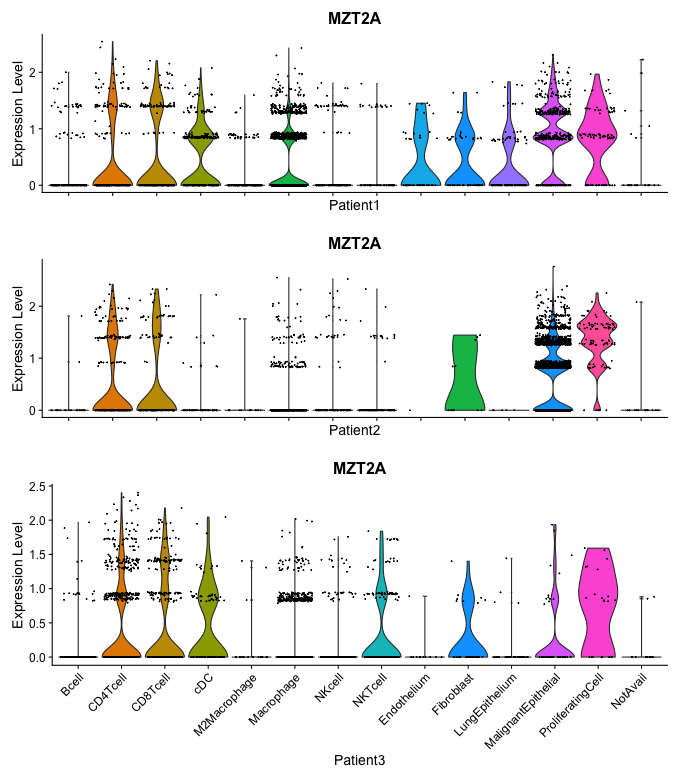 MZT2A
Expression Level
2
1
0
Patient1
MZT2A
Expression Level
2
1
0
Patient2
MZT2A
Expression Level
2.5
2.0
1.5
1.0
0.5
0.0
Bcell
CD4Tcell
CD8Tcell
cDC
M2Macrophage
Macrophage
NKcell
NKTcell
Endothelium
Fibroblast
LungEpithelium
MalignantEpithelial
ProliferatingCell
NotAvail
Patient3